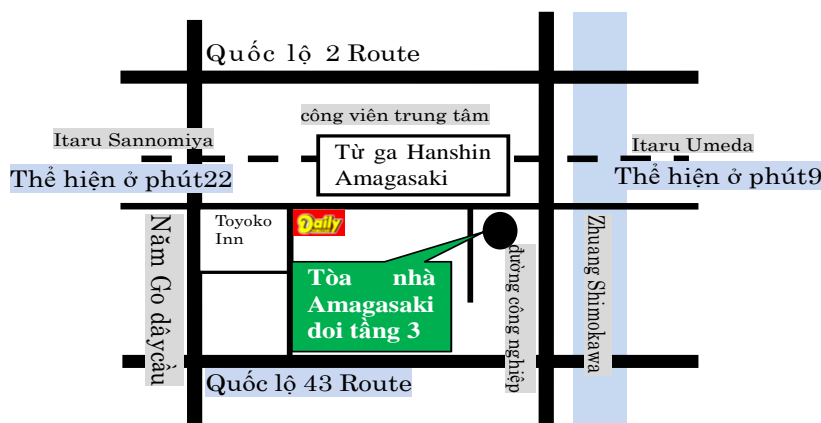 Quốc lộ 2 Route
công viên trung tâm
Itaru Sannomiya
Từ ga Hanshin
Amagasaki
Itaru Umeda
Thể hiện ở phút22
Thể hiện ở phút9
Năm Go dâycầu
Toyoko
Inn
Daily
đường công nghiệp
Zhuang Shimokawa
Tòa nhà
Amagasaki
doi tầng 3
Quốc lộ 43 Route